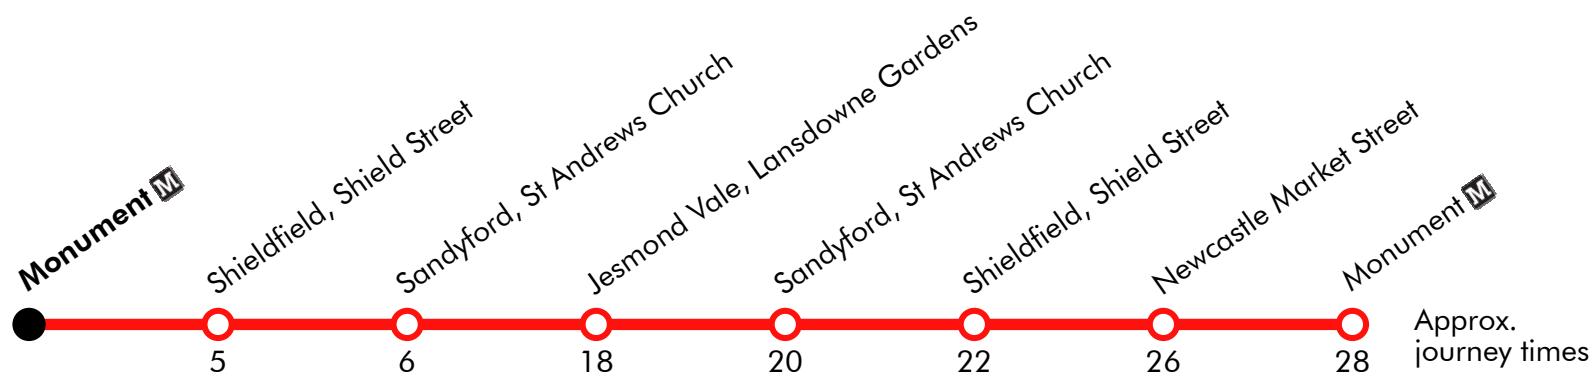 Monument M
Shieldfield, Shield Street
Sandyford, St Andrews Church
Jesmond Vale, Lansdowne Gardens
Sandyford, St Andrews Church
Shieldfield, Shield Street
Newcastle Market Street
Monument M
5
6
18
20
22
26
28
Approx.
journey times